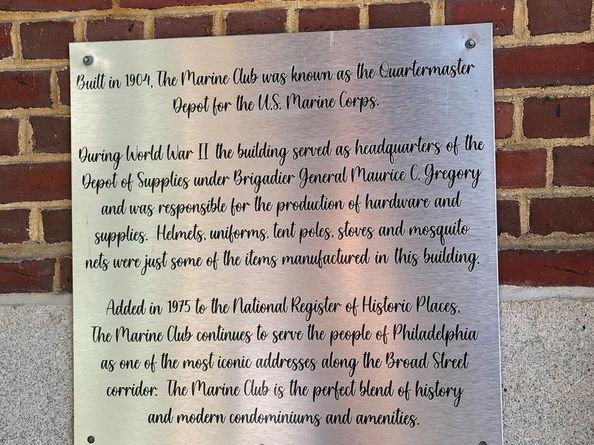 Built in 1904, The Marine Club was known as the Quartermaster
Depot for the U.S. Marine Corps.
During World War II the building served as headquarters of the
Depot of Supplies under Brigadier General Maurice C. Gregory
and was responsible for the production of hardware and
supplies. Helmets, uniforms, tent poles, stoves and mosquito
nets were just some of the items manufactured in this building.
Added in 1975 to the National Register of Historic Places,
The Marine Club continues to serve the people of Philadelphia
as one of the most iconic addresses along the Broad Street
corridor. The Marine Club is the perfect blend of history
and modern condominiums and amenities.